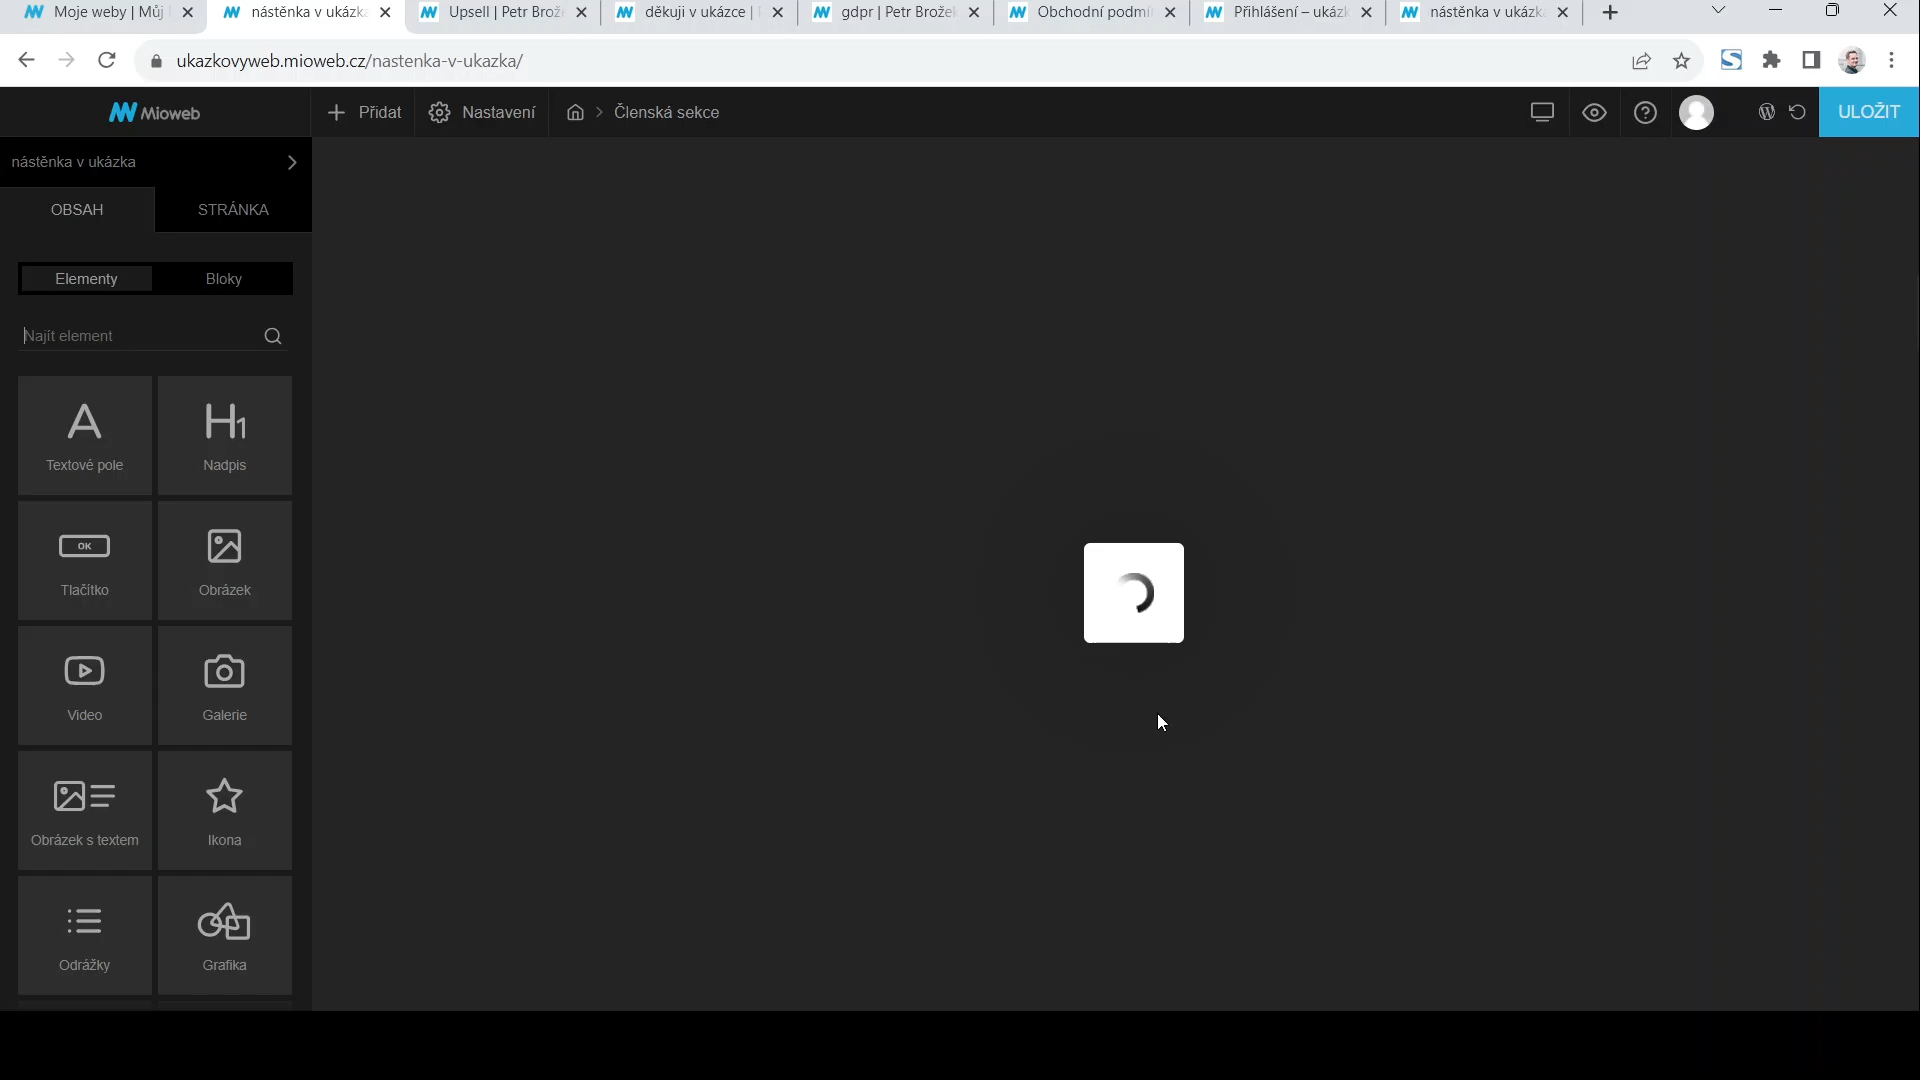 Moje weby | Můj
nástěnka v ukázk
Upsell | Petr Brož
děkuji v ukázce |
gdpr | Petr Brožek
Obchodní podmí
Přihlášení – ukázk
nástěnka v ukázk
ukazkovyweb.mioweb.cz/nastenka-v-ukazka/
Mioweb
Přidat
Nastavení
Členská sekce
ULOŽIT
nástěnka v ukázka
OBSAH
STRÁNKA
Elementy
Bloky
Najít element
Textové pole
Nadpis
OK
Tlačítko
Obrázek
Video
Galerie
Obrázek s textem
Ikona
Odrážky
Grafika